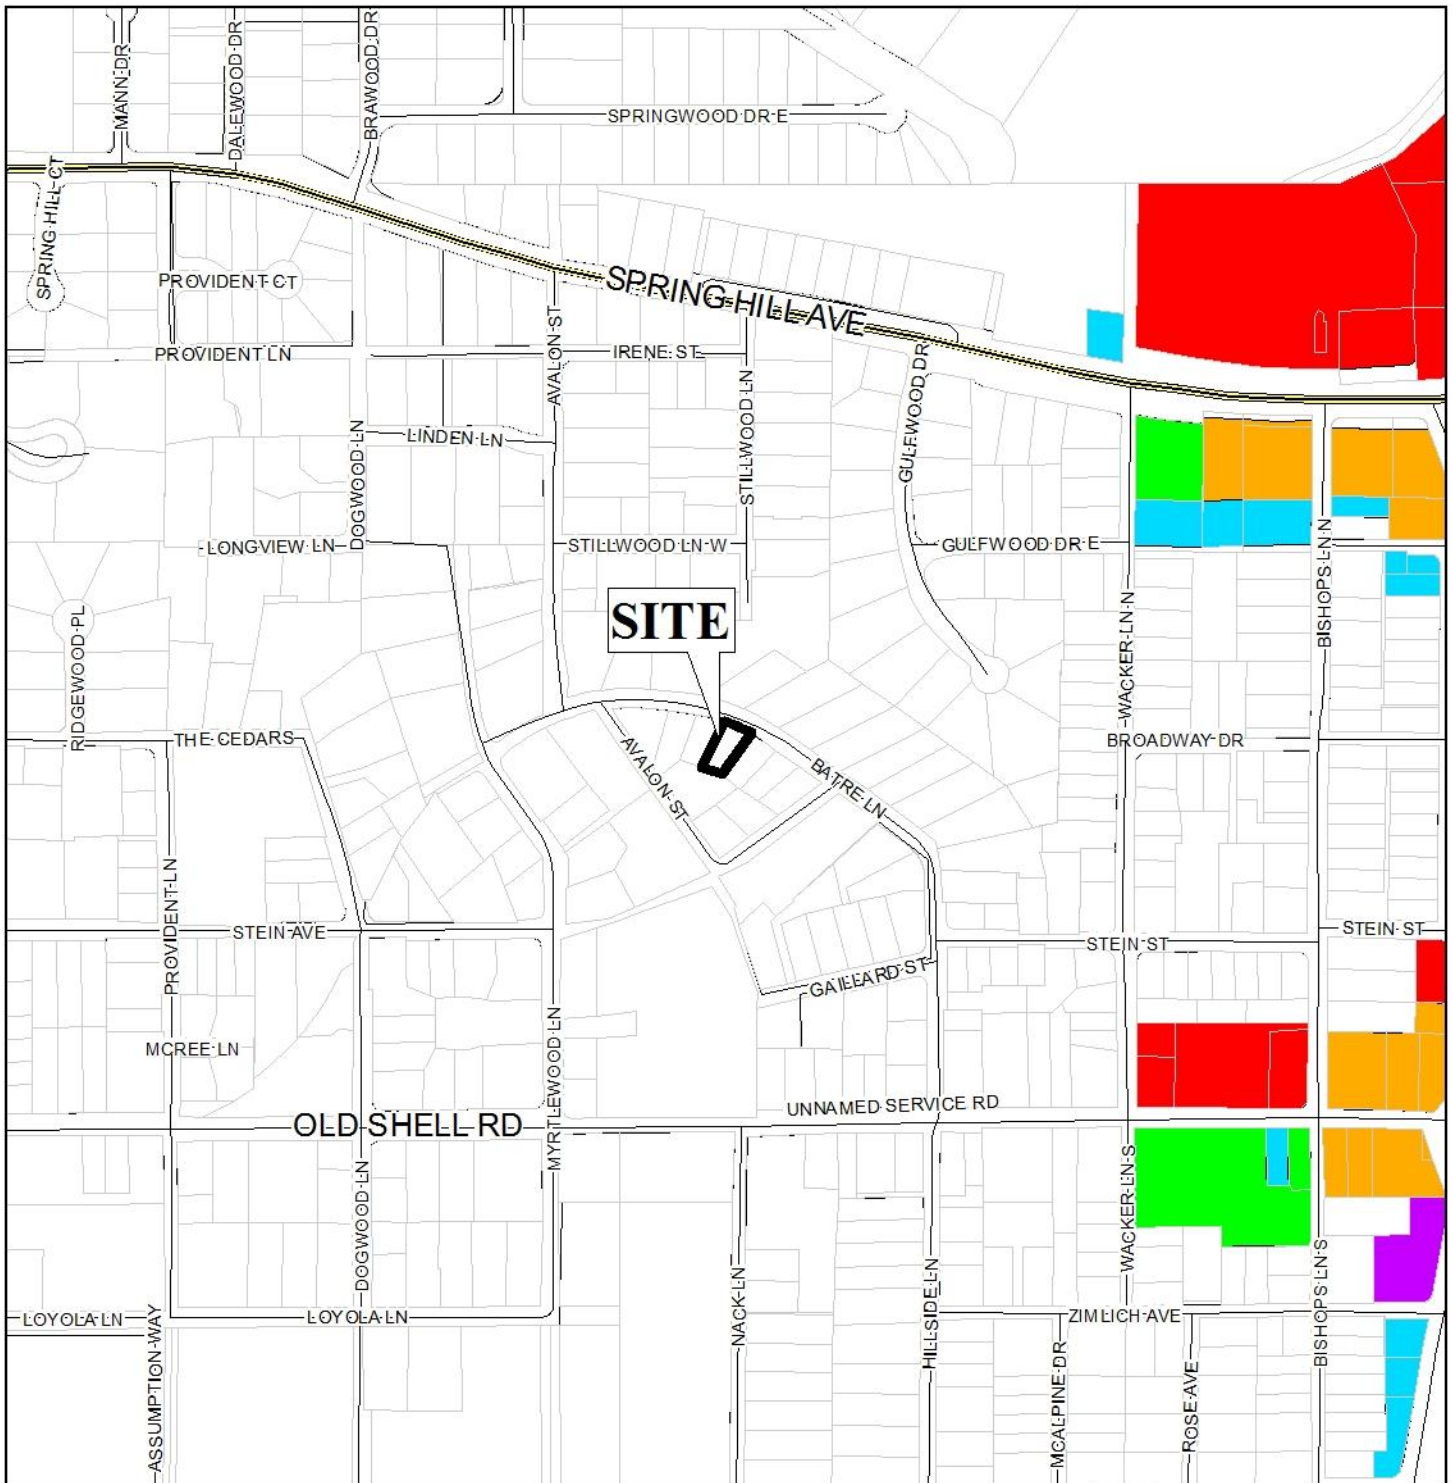 MANN DR
DALEWOOD DR
BRAWOOD DR
SPRINGWOOD DR E
SPRING HILL CT
PROVIDENT CT
SPRING HILL AVE
PROVIDENT LN
AVALON ST
IRENE ST
STILLWOOD LN
GULFWOOD DR
LINDEN LN
DOGWOOD LN
LONGVIEW LN
STILLWOOD LN W
GULFWOOD DR E
BISHOPS LN N
WACKER LN N
SITE
RIDGEWOOD PL
THE CEDARS
AVALON ST
BATRE LN
BROADWAY DR
PROVIDENT LN
STEIN AVE
STEIN ST
STEIN ST
GAILLARD ST
MCREE LN
MYRTLEWOOD LN
UNNAMED SERVICE RD
OLD SHELL RD
DOGWOOD LN
WACKER LN S
NACK LN
HILLSIDE LN
BISHOPS LN S
LOYOLA LN
LOYOLA LN
ZIMLICH AVE
ASSUMPTION WAY
MCALPINE DR
ROSE AVE